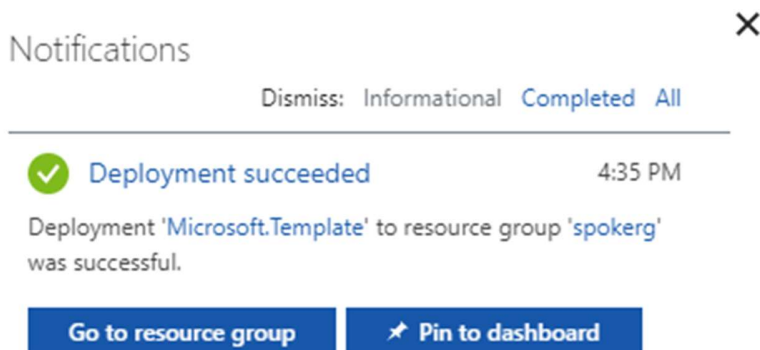 Notifications
Dismiss: Informational Completed All
Deployment succeeded 4:35 PM
Deployment 'Microsoft.Template' to resource group 'spokerg'
was successful.
Go to resource group Pin to dashboard